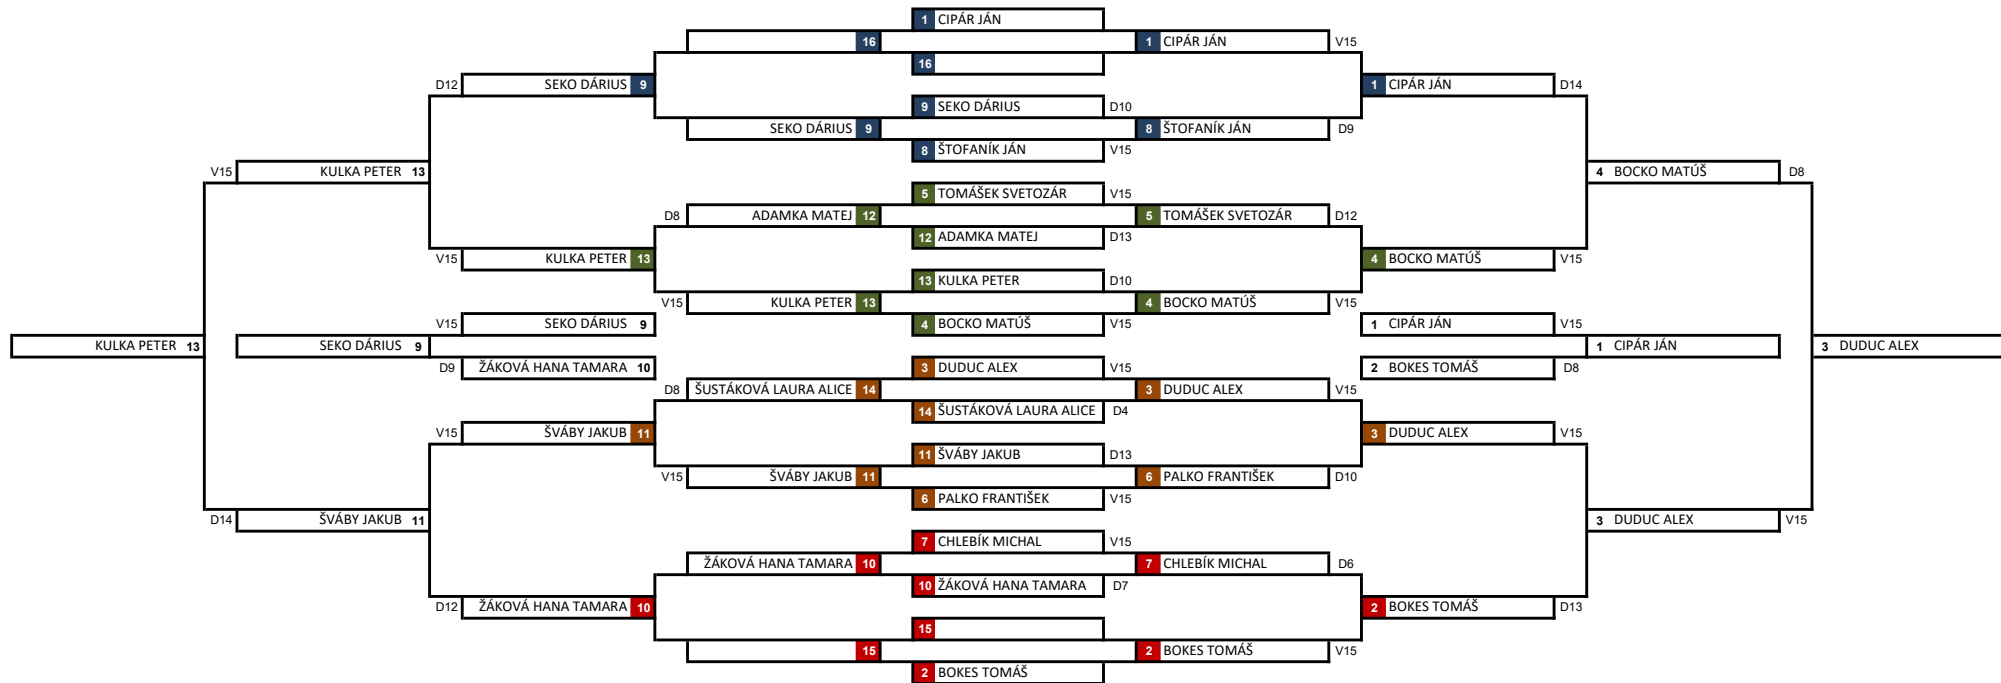 1 CIPÁR JÁN
16 1 CIPÁR JÁN V15
16
D12 SEKO DÁRIUS 9 1 CIPÁR JÁN D14
9 SEKO DÁRIUS D10
SEKO DÁRIUS 9 8 ŠTOFANÍK JÁN D9
8 ŠTOFANÍK JÁN V15
V15 KULKA PETER 13 4 BOCKO MATÚŠ D8
5 TOMÁŠEK SVETOZÁR V15
D8 ADAMKA MATEJ 12 5 TOMÁŠEK SVETOZÁR D12
12 ADAMKA MATEJ D13
V15 KULKA PETER 13 4 BOCKO MATÚŠ V15
13 KULKA PETER D10
V15 KULKA PETER 13 4 BOCKO MATÚŠ V15
V15 SEKO DÁRIUS 9 4 BOCKO MATÚŠ V15 1 CIPÁR JÁN V15
KULKA PETER 13 SEKO DÁRIUS 9 1 CIPÁR JÁN 3 DUDUC ALEX
D9 ŽÁKOVÁ HANA TAMARA 10 3 DUDUC ALEX V15 2 BOKES TOMÁŠ D8
D8 ŠUSTÁKOVÁ LAURA ALICE 14 3 DUDUC ALEX V15
14 ŠUSTÁKOVÁ LAURA ALICE D4
V15 ŠVÁBY JAKUB 11 3 DUDUC ALEX V15
11 ŠVÁBY JAKUB D13
V15 ŠVÁBY JAKUB 11 6 PALKO FRANTIŠEK D10
6 PALKO FRANTIŠEK V15
D14 ŠVÁBY JAKUB 11 3 DUDUC ALEX V15
7 CHLEBÍK MICHAL V15
ŽÁKOVÁ HANA TAMARA 10 7 CHLEBÍK MICHAL D6
10 ŽÁKOVÁ HANA TAMARA D7
D12 ŽÁKOVÁ HANA TAMARA 10 2 BOKES TOMÁŠ D13
15
15 2 BOKES TOMÁŠ V15
2 BOKES TOMÁŠ